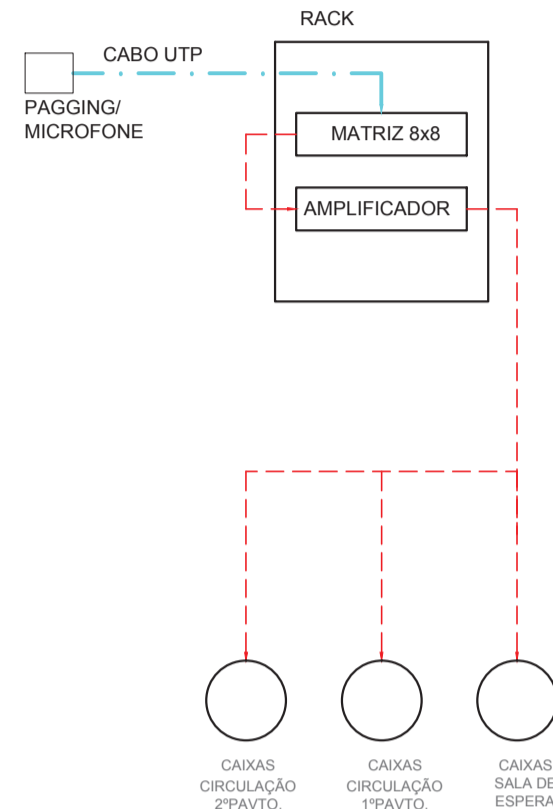 RACK
CABO UTP
PAGGING/
MICROFONE
MATRIZ 8x8
AMPLIFICADOR
CAIXAS
CIRCULAÇÃO
2ºPAVTO.
CAIXAS
CIRCULAÇÃO
1ºPAVTO.
CAIXAS
SALA DE
ESPERA